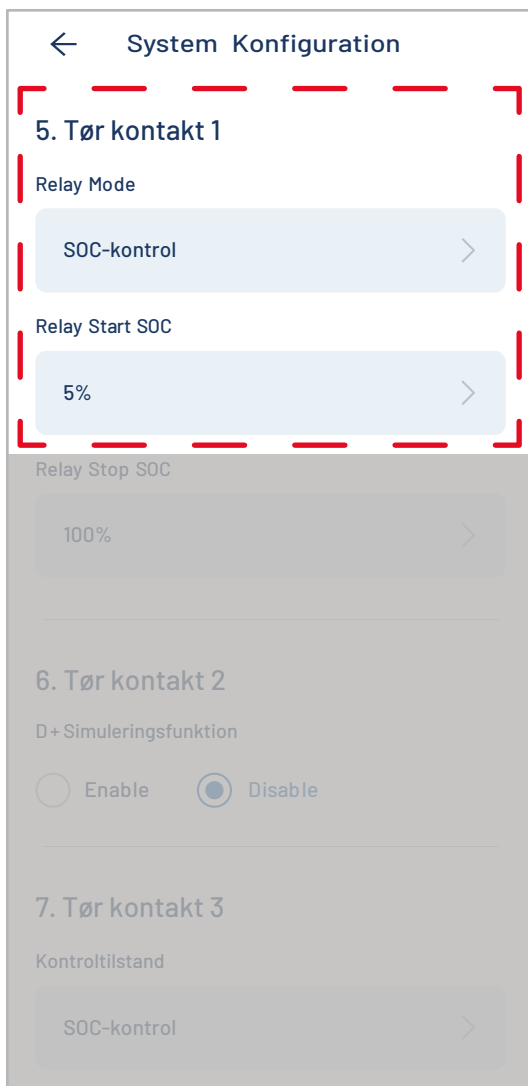 System Konfiguration
5. Tør kontakt 1
Relay Mode
SOC-kontrol
Relay Start SOC
5%
Relay Stop SOC
100%
6. Tør kontakt 2
D+Simuleringsfunktion
Enable Disable
7. Tør kontakt 3
Kontroltilstand
SOC-kontrol